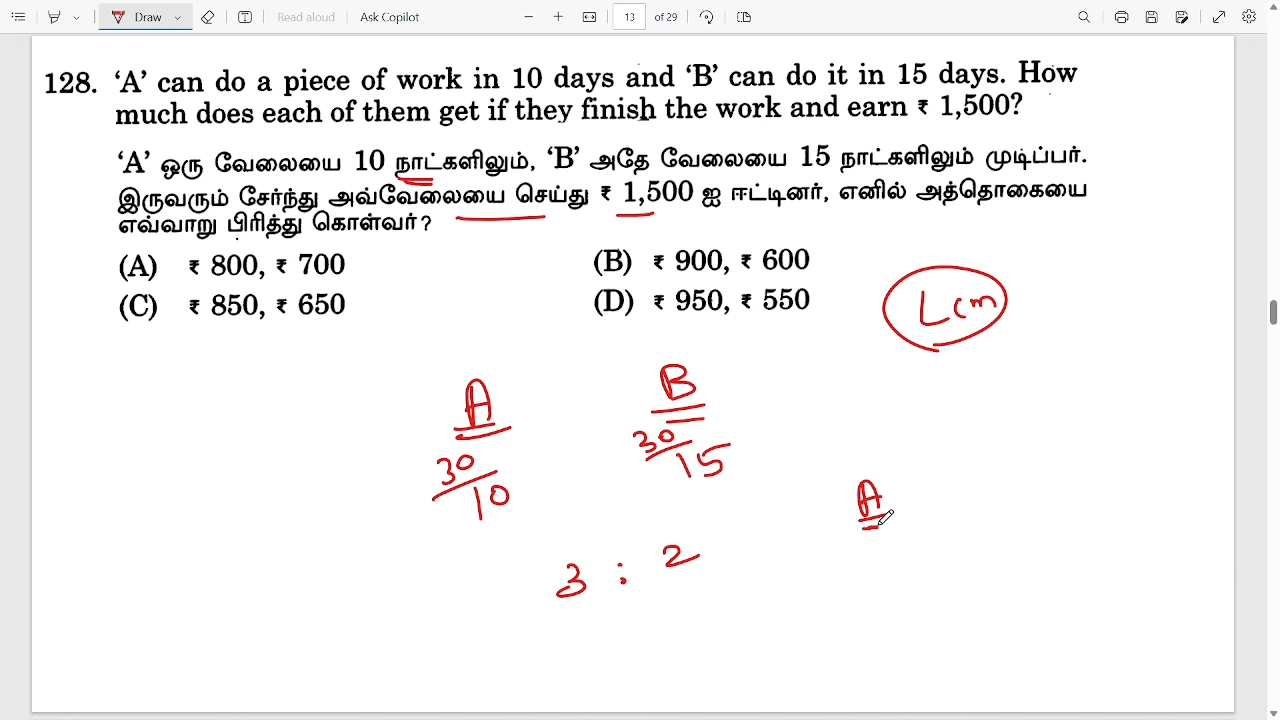 Draw Read aloud Ask Copilot 13 of 29
128. ‘A’ can do a piece of work in 10 days and ‘B’ can do it in 15 days. How
much does each of them get if they finish the work and earn ₹ 1,500?
‘A’ ஒரு வேலையை 10 நாட்களிலும், ‘B’ அதே வேலையை 15 நாட்களிலும் முடிப்பர்.
இருவரும் சேர்ந்து அவ்வேலையை செய்து ₹ 1,500 ஐ ஈட்டினர், எனில் அத்தொகையை
எவ்வாறு பிரித்து கொள்வர்?
(A) ₹ 800, ₹ 700 (B) ₹ 900, ₹ 600
(C) ₹ 850, ₹ 650 (D) ₹ 950, ₹ 550
Lcm
A B
30/10 30/15
A
3 : 2